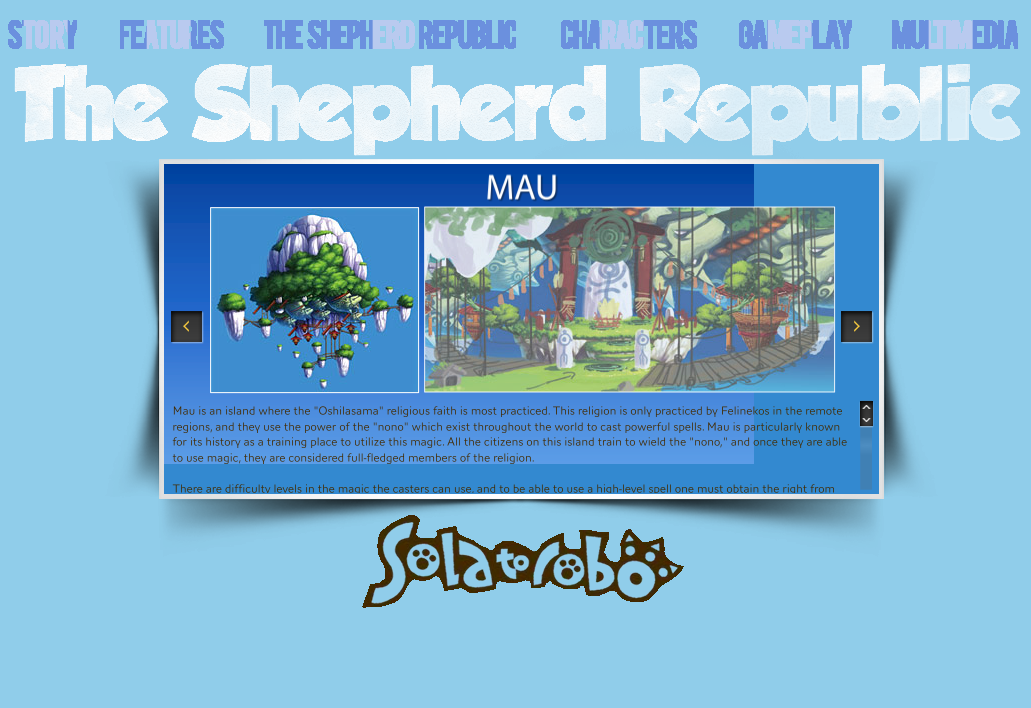 STORY FEATURES THE SHEPHERD REPUBLIC CHARACTERS GAMEPLAY MULTIMEDIA
The Shepherd Republic
MAU
Mau is an island where the "Oshilasama" religious faith is most practiced. This religion is only practiced by Felinekos in the remote
regions, and they use the power of the "nono" which exist throughout the world to cast powerful spells. Mau is particularly known
for its history as a training place to utilize this magic. All the citizens on this island train to wield the "nono," and once they are able
to use magic, they are considered full-fledged members of the religion.
There are difficulty levels in the magic the casters can use, and to be able to use a high-level spell one must obtain the right from
Solatorobo